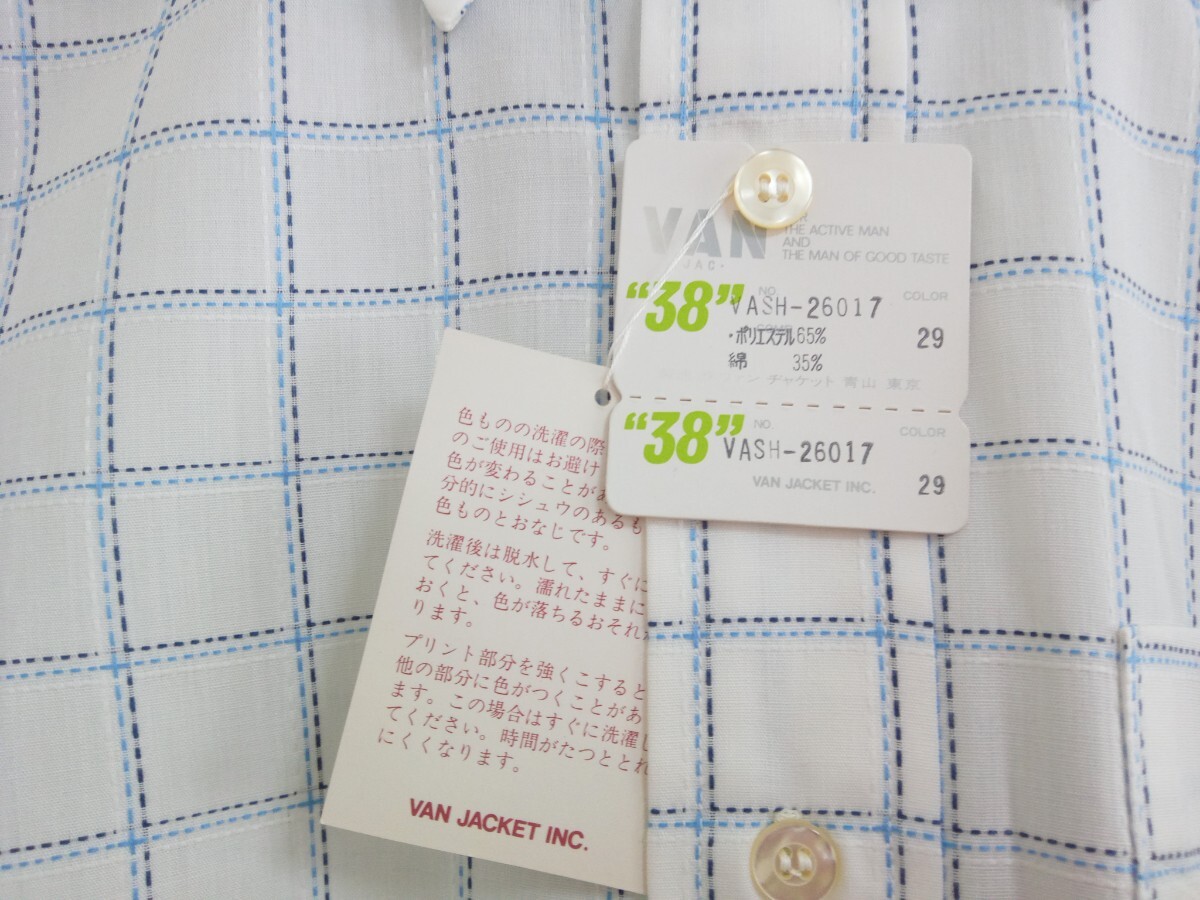 VAN
·JAC·
THE ACTIVE MAN
AND
THE MAN OF GOOD TASTE
“38”
NO.
VASH-26017
COLOR
29
・ポリエステル65%
綿 35%
ヂャケット 青山 東京
“38”
NO.
VASH-26017
COLOR
29
VAN JACKET INC.
色ものの洗濯の際
のご使用はお避け
色が変わることがあ
分的にシシュウのあるも
色ものとおなじです。
洗濯後は脱水して、すぐに
てください。濡れたままに
おくと、色が落ちるおそれが
ります。
プリント部分を強くこすると
他の部分に色がつくことがあ
ます。この場合はすぐに洗濯し
てください。時間がたつととれ
にくくなります。
VAN JACKET INC.